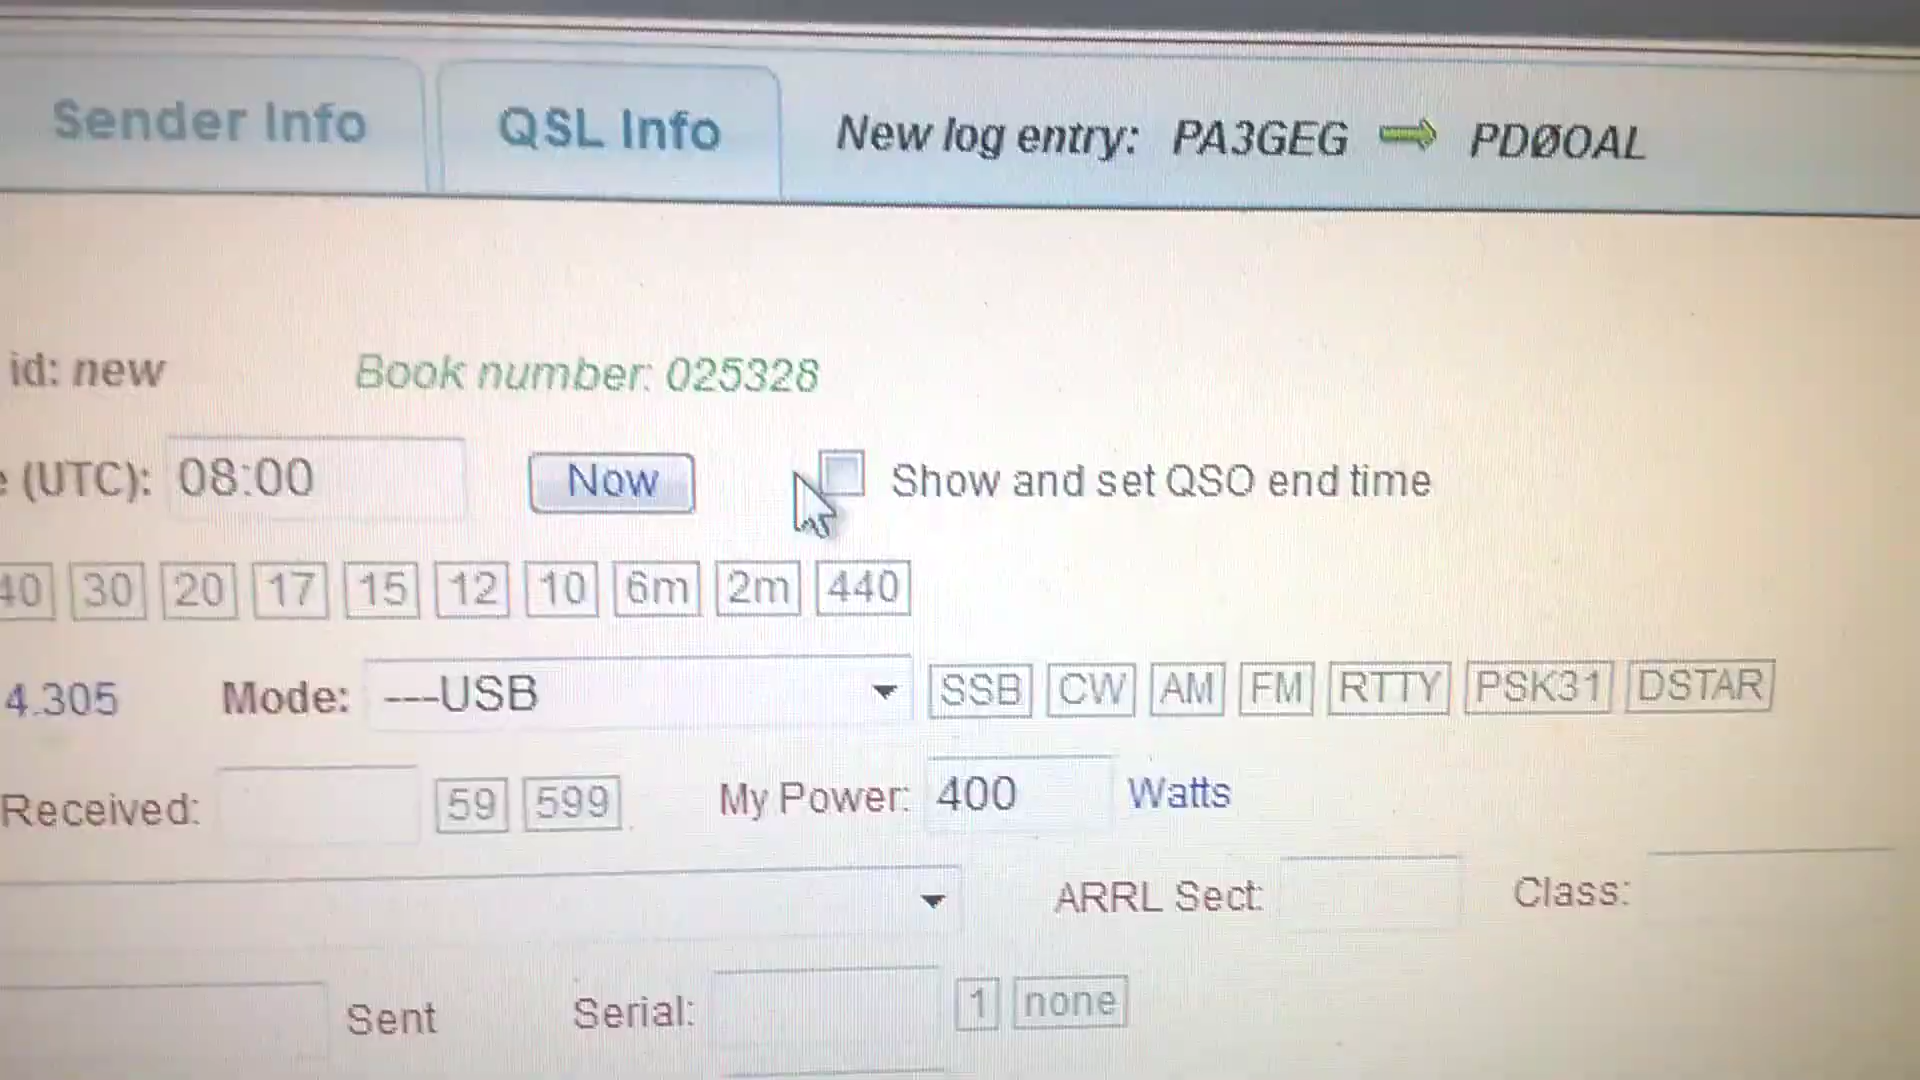 Sender Info QSL Info New log entry: PA3GEG PDØOAL
id: new Book number: 025328
(UTC): 08:00 Now Show and set QSO end time
40 30 20 17 15 12 10 6m 2m 440
4.305 Mode: ---USB SSB CW AM FM RTTY PSK31 DSTAR
Received: 59 599 My Power: 400 Watts
ARRL Sect: Class:
Sent Serial: 1 none